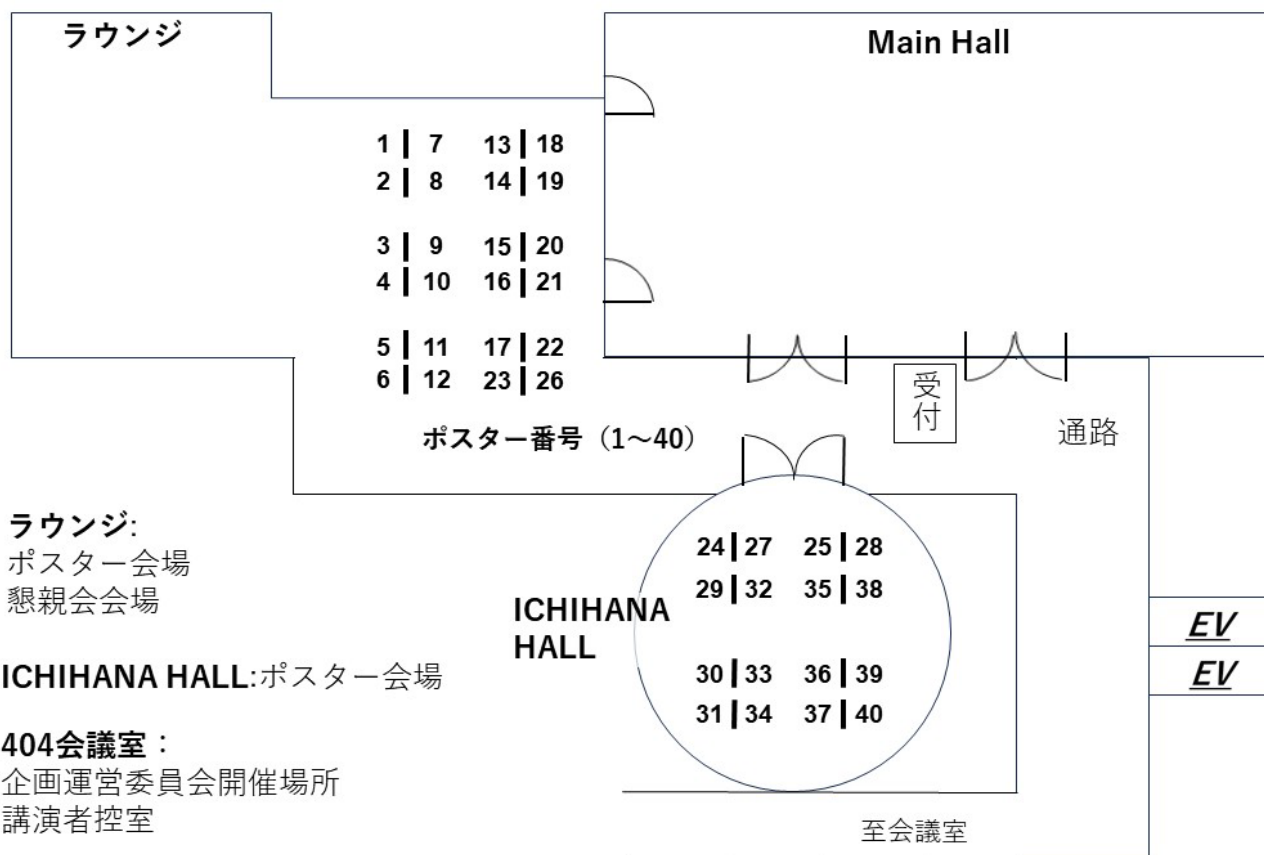 ラウンジ
Main Hall
1 | 7 13 | 18
2 | 8 14 | 19
3 | 9 15 | 20
4 | 10 16 | 21
5 | 11 17 | 22
6 | 12 23 | 26
受付
ポスター番号（1～40）
通路
ラウンジ:
ポスター会場
懇親会会場
24 | 27 25 | 28
29 | 32 35 | 38
ICHIHANA
HALL
30 | 33 36 | 39
31 | 34 37 | 40
EV
EV
ICHIHANA HALL:ポスター会場
404会議室：
企画運営委員会開催場所
講演者控室
至会議室